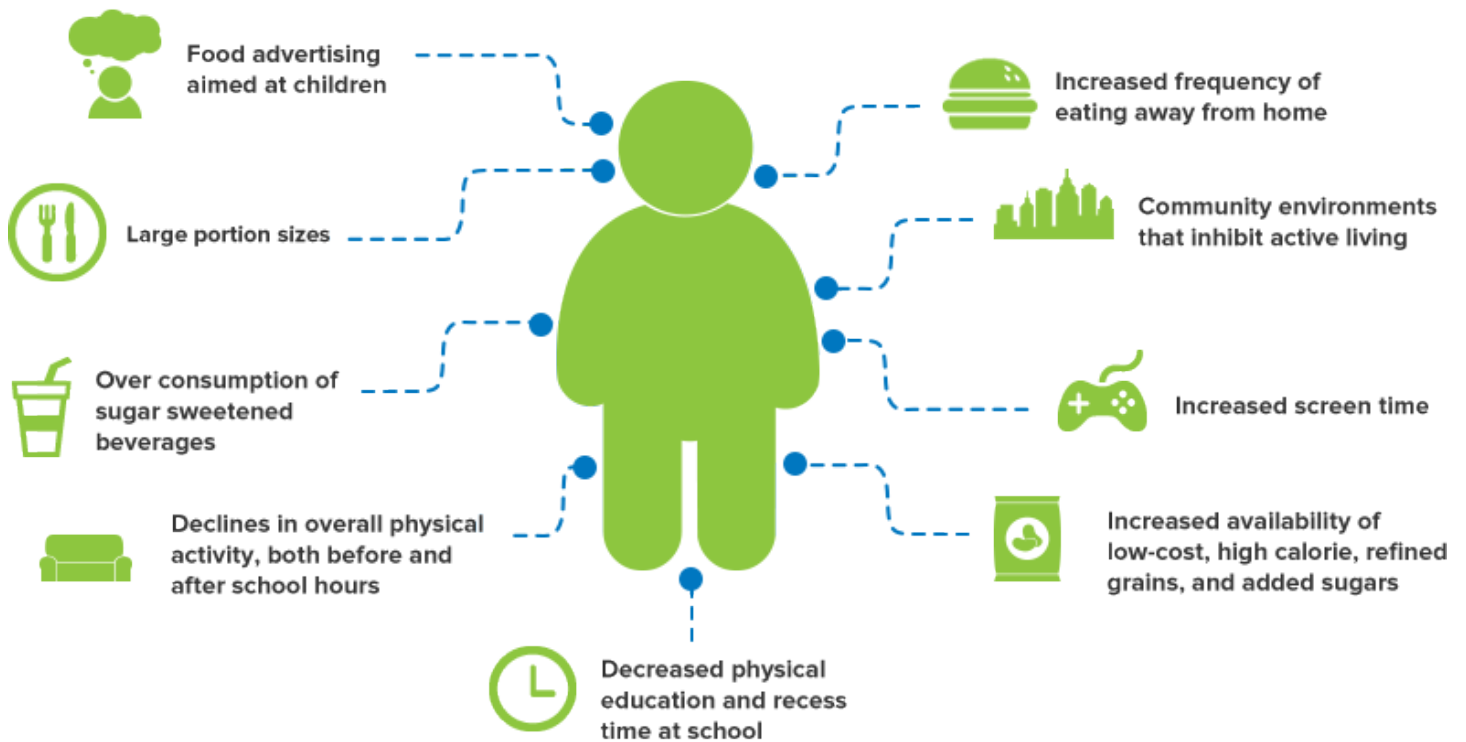 Food advertising
aimed at children
Large portion sizes
Over consumption of
sugar sweetened
beverages
Declines in overall physical
activity, both before and
after school hours
Decreased physical
education and recess
time at school
Increased frequency of
eating away from home
Community environments
that inhibit active living
Increased screen time
Increased availability of
low-cost, high calorie, refined
grains, and added sugars